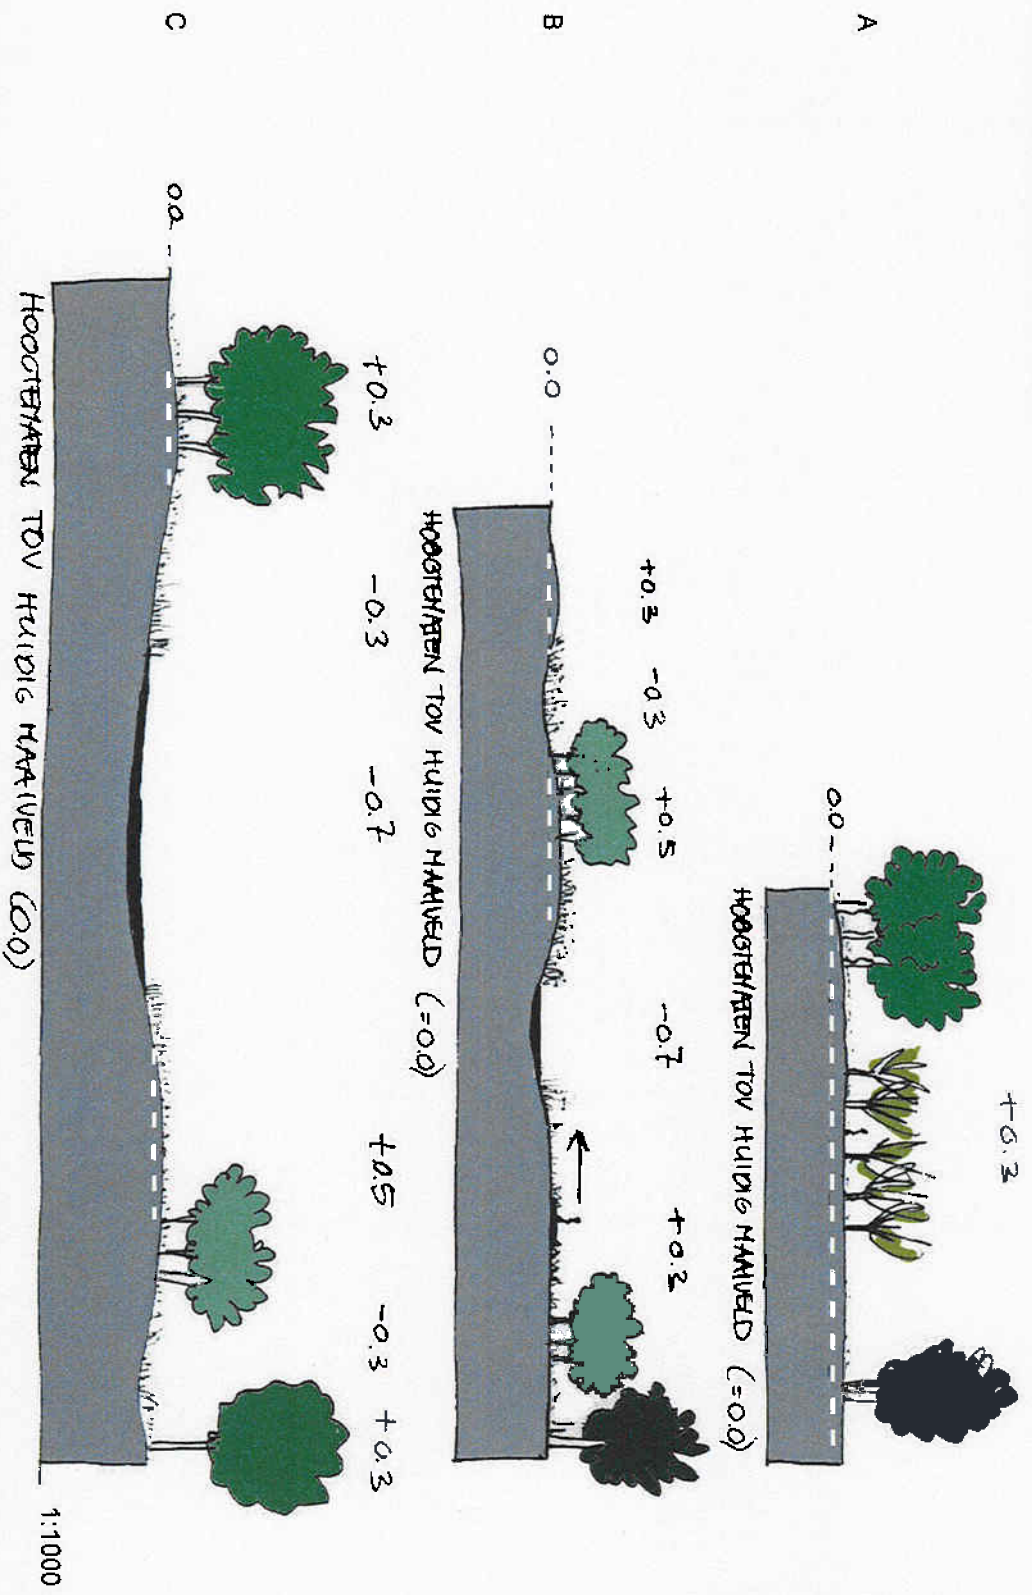 A
+0.3
0.0
HOOGTEMATEN TOV HUIDIG MAAIVELD (=0.0)
B
+0.3 -0.3 +0.5 -0.7 +0.3
0.0
HOOGTEMATEN TOV HUIDIG MAAIVELD (=0.0)
C
+0.3 -0.3 -0.7 +0.5 -0.3 +0.3
0.0
HOOGTEMATEN TOV HUIDIG MAAIVELD (0.0)
1:1000